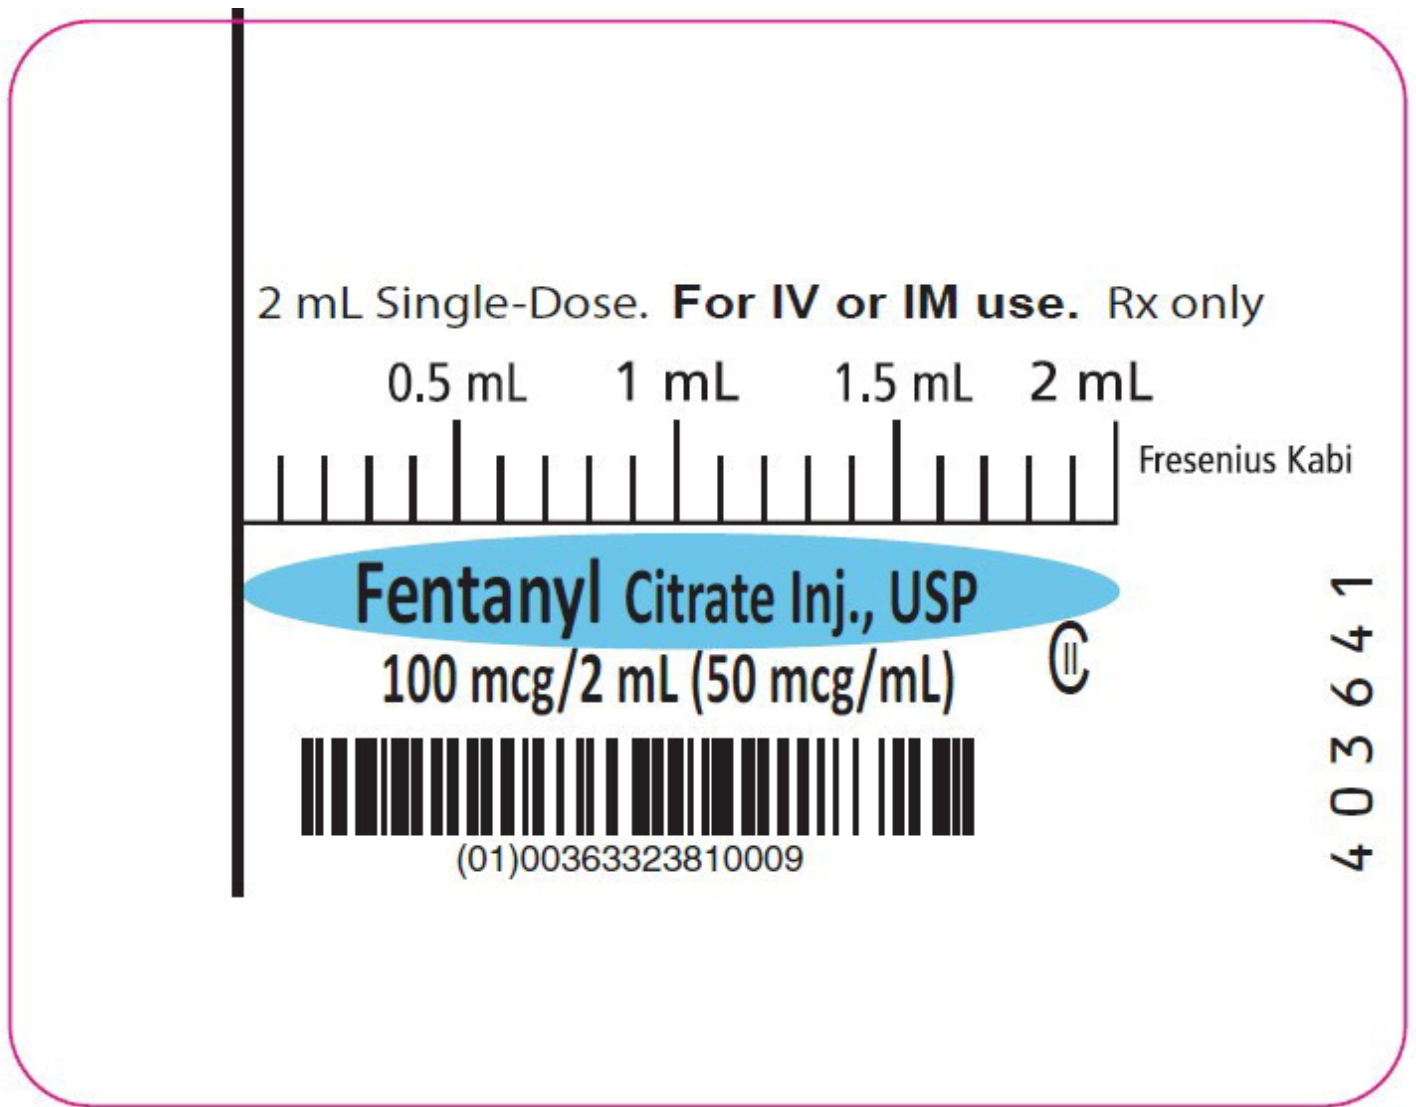 2 mL Single-Dose. For IV or IM use. Rx only
0.5 mL 1 mL 1.5 mL 2 mL
Fresenius Kabi
Fentanyl Citrate Inj., USP
100 mcg/2 mL (50 mcg/mL)
CII
(01)00363323810009
403641